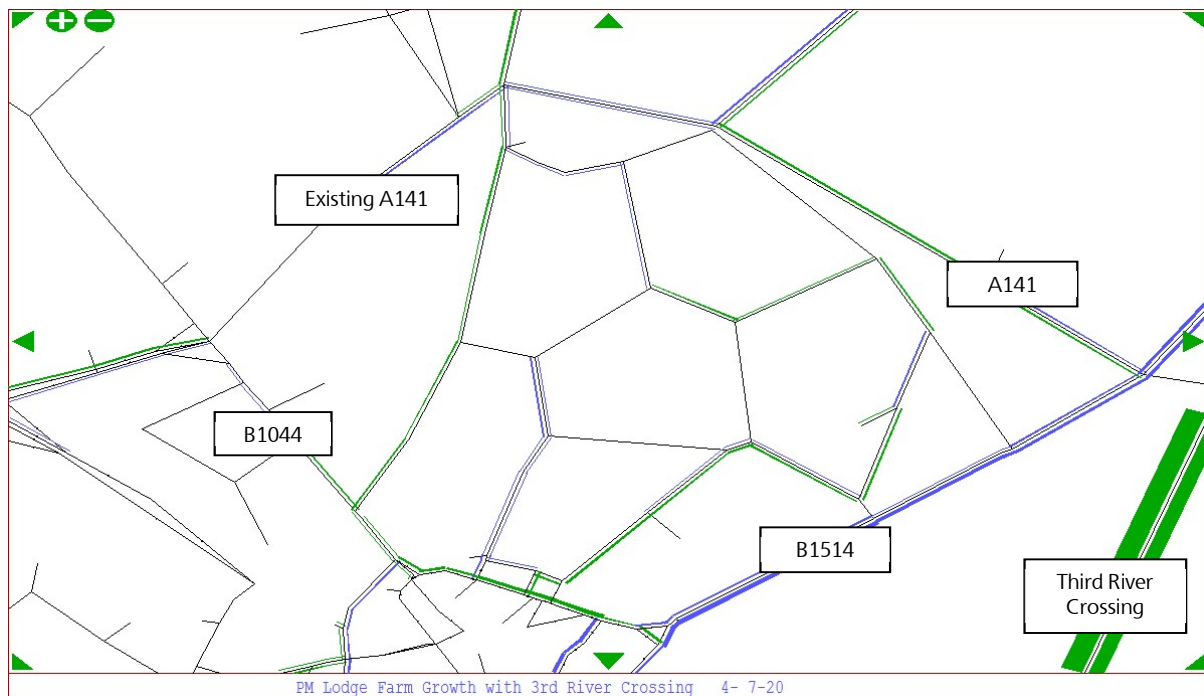 Existing A141
A141
B1044
B1514
Third River
Crossing
PM Lodge Farm Growth with 3rd River Crossing 4- 7-20